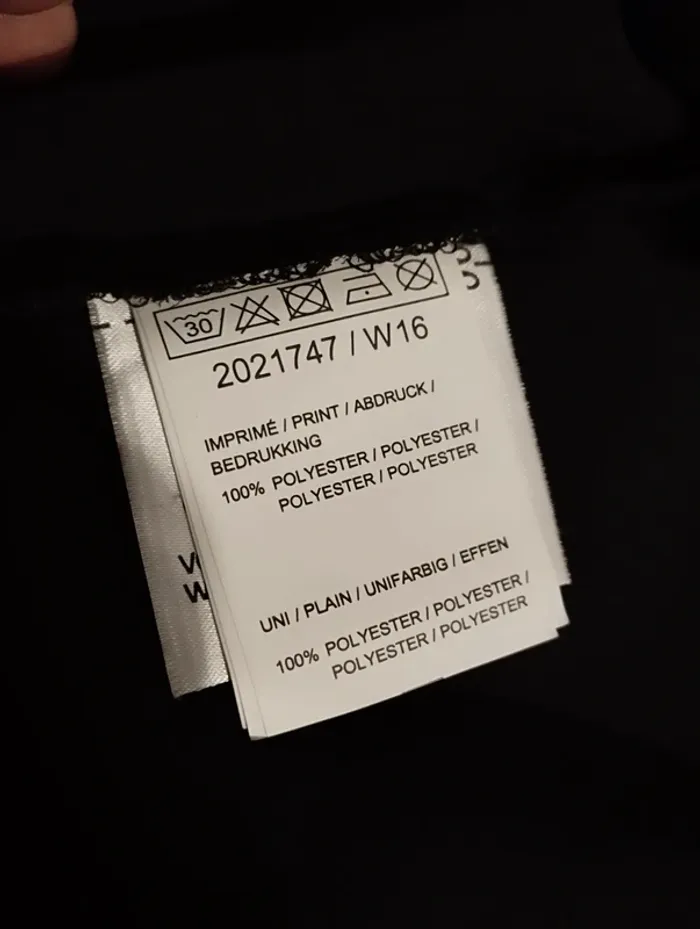 30
2021747 / W16
IMPRIMÉ / PRINT / ABDRUCK /
BEDRUKKING
100% POLYESTER / POLYESTER /
POLYESTER / POLYESTER
UNI / PLAIN / UNIFARBIG / EFFEN
100% POLYESTER / POLYESTER /
POLYESTER / POLYESTER